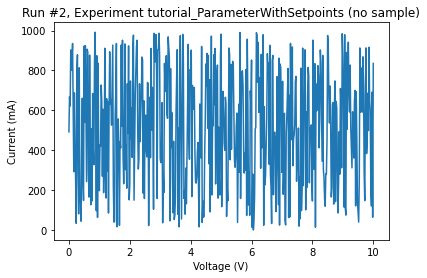 Run #2, Experiment tutorial_ParameterWithSetpoints (no sample)
Current (mA)
1000
800
600
400
200
0
0 2 4 6 8 10
Voltage (V)